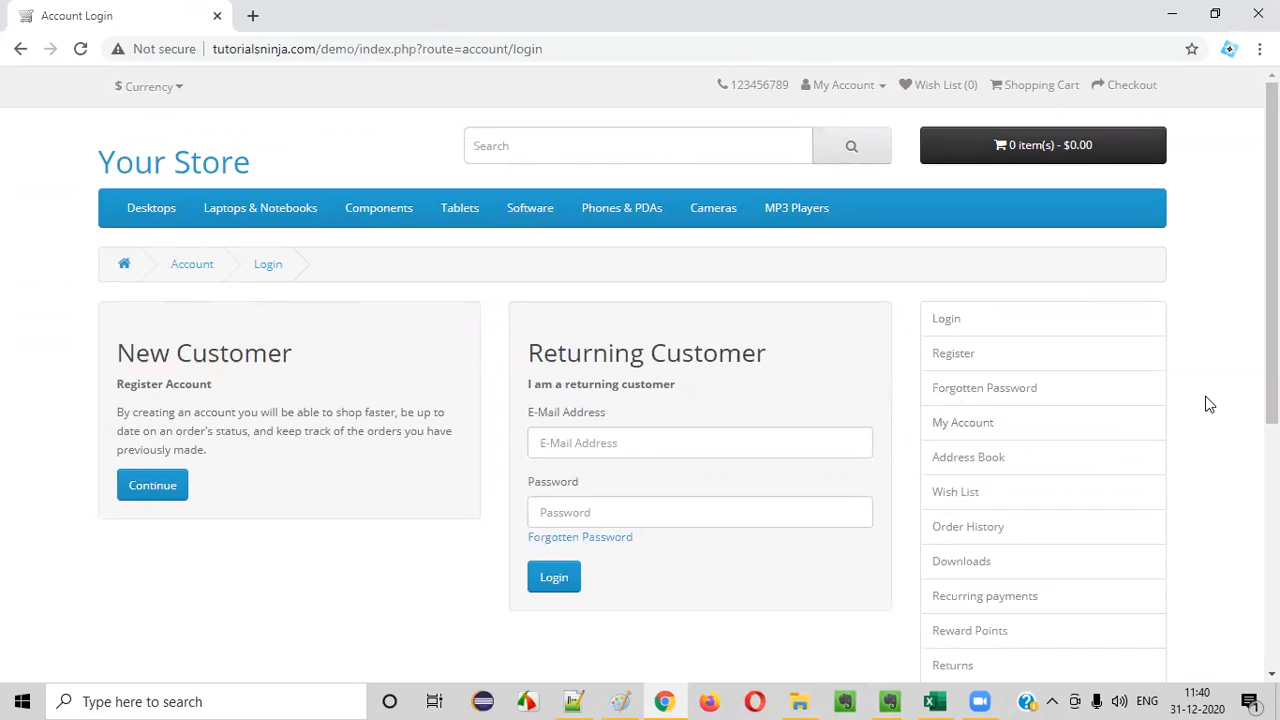 Account Login
Not secure tutorialsninja.com/demo/index.php?route=account/login
$ Currency 123456789 My Account Wish List (0) Shopping Cart Checkout
Your Store
Search
0 item(s) - $0.00
Desktops Laptops & Notebooks Components Tablets Software Phones & PDAs Cameras MP3 Players
Account Login
New Customer
Register Account
By creating an account you will be able to shop faster, be up to
date on an order's status, and keep track of the orders you have
previously made.
Continue
Returning Customer
I am a returning customer
E-Mail Address
E-Mail Address
Password
Password
Forgotten Password
Login
Login
Register
Forgotten Password
My Account
Address Book
Wish List
Order History
Downloads
Recurring payments
Reward Points
Returns
Type here to search
ENG
11:40
31-12-2020
1